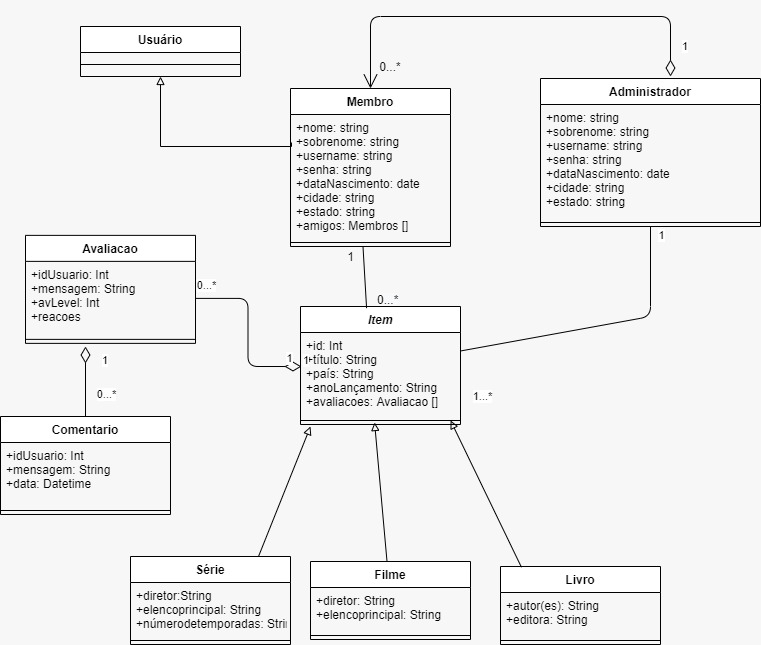 Usuário
0...*
1
Membro
+nome: string
+sobrenome: string
+username: string
+senha: string
+dataNascimento: date
+cidade: string
+estado: string
+amigos: Membros []
Administrador
+nome: string
+sobrenome: string
+username: string
+senha: string
+dataNascimento: date
+cidade: string
+estado: string
1
1
0...*
Avaliacao
+idUsuario: Int
+mensagem: String
+avLevel: Int
+reacoes
0...*
1
1
Item
+id: Int
+título: String
+país: String
+anoLançamento: String
+avaliacoes: Avaliacao []
1...*
1
0...*
Comentario
+idUsuario: Int
+mensagem: String
+data: Datetime
Série
+diretor:String
+elencoprincipal: String
+númerodetemporadas: Stri
Filme
+diretor: String
+elencoprincipal: String
Livro
+autor(es): String
+editora: String